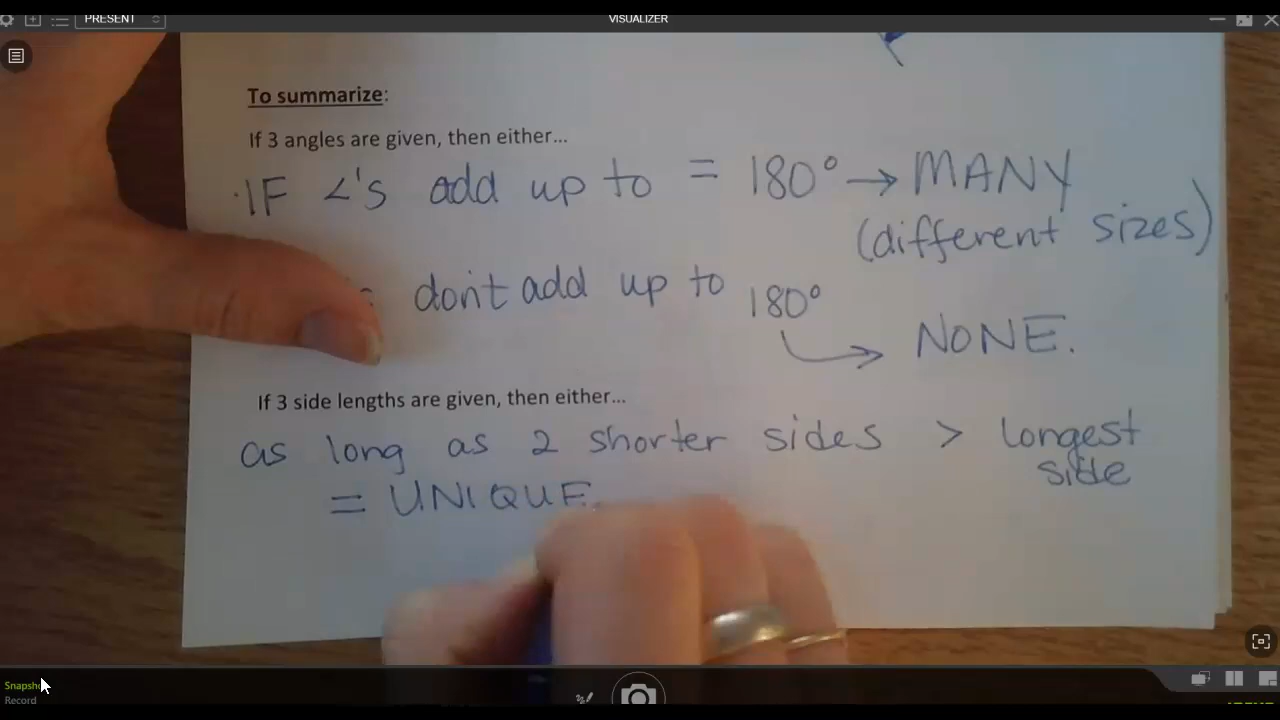 PRESENT
VISUALIZER
To summarize:
If 3 angles are given, then either...
·IF <'s add up to = 180° → MANY
(different sizes)
don't add up to 180°
→ NONE.
If 3 side lengths are given, then either...
as long as 2 shorter sides > longest
side
= UNIQUE.
Record